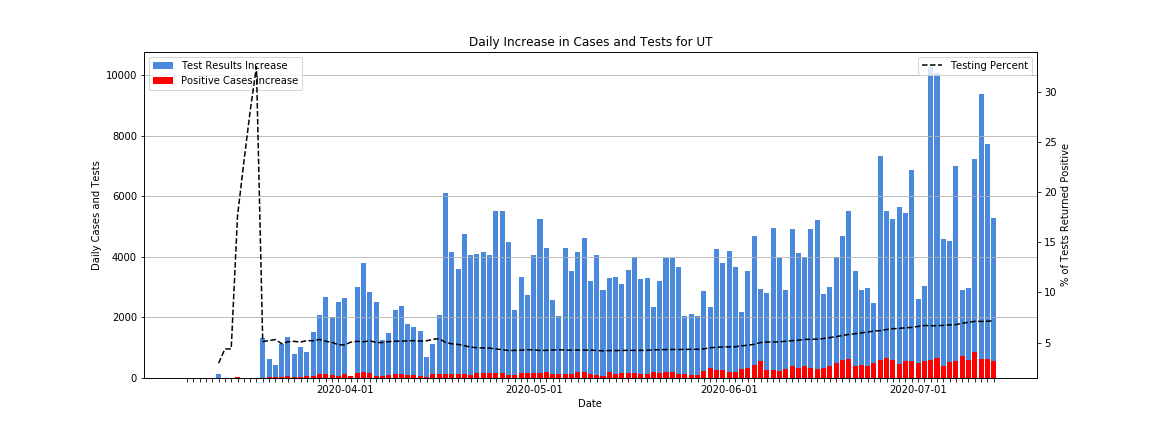 Daily Increase in Cases and Tests for UT
Test Results Increase
Positive Cases Increase
Testing Percent
10000
8000
6000
4000
2000
0
Daily Cases and Tests
30
25
20
15
10
5
% of Tests Returned Positive
2020-04-01
2020-05-01
2020-06-01
2020-07-01
Date